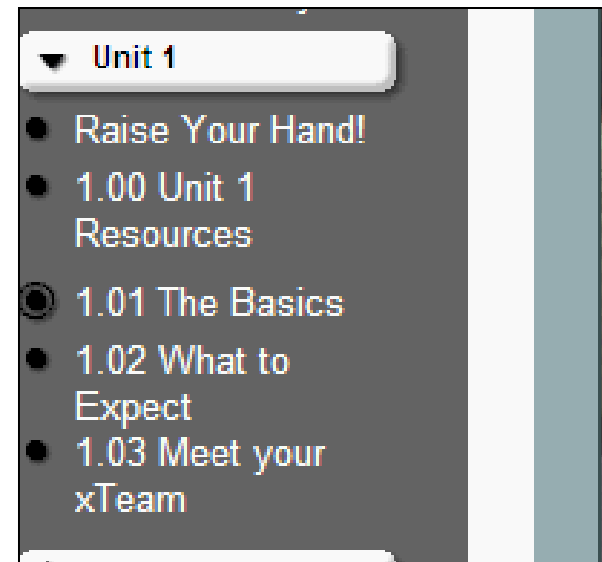 Unit 1
Raise Your Hand!
1.00 Unit 1
Resources
1.01 The Basics
1.02 What to
Expect
1.03 Meet your
xTeam